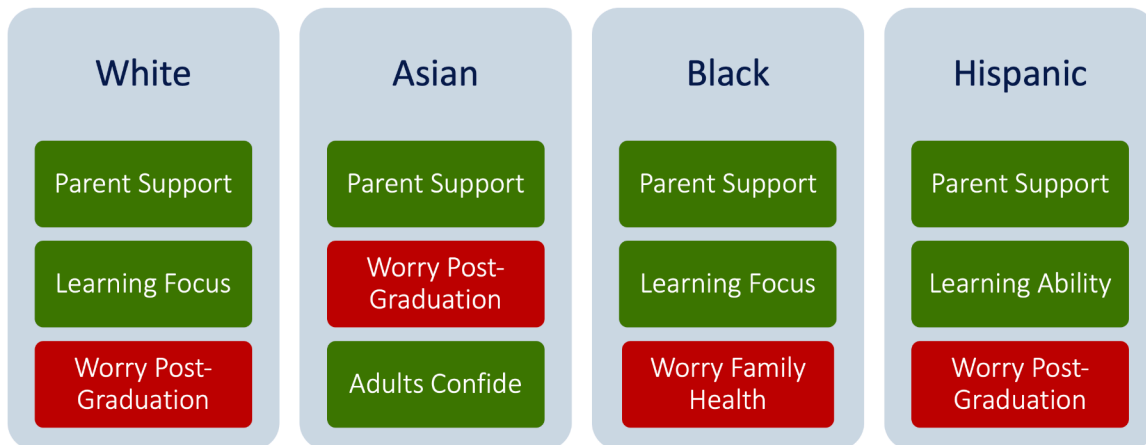 White
Parent Support
Learning Focus
Worry Post-
Graduation
Asian
Parent Support
Worry Post-
Graduation
Adults Confide
Black
Parent Support
Learning Focus
Worry Family
Health
Hispanic
Parent Support
Learning Ability
Worry Post-
Graduation